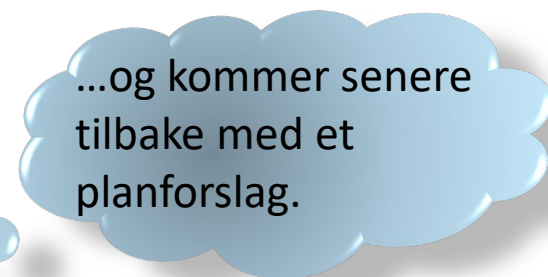 …og kommer senere
tilbake med et
planforslag.